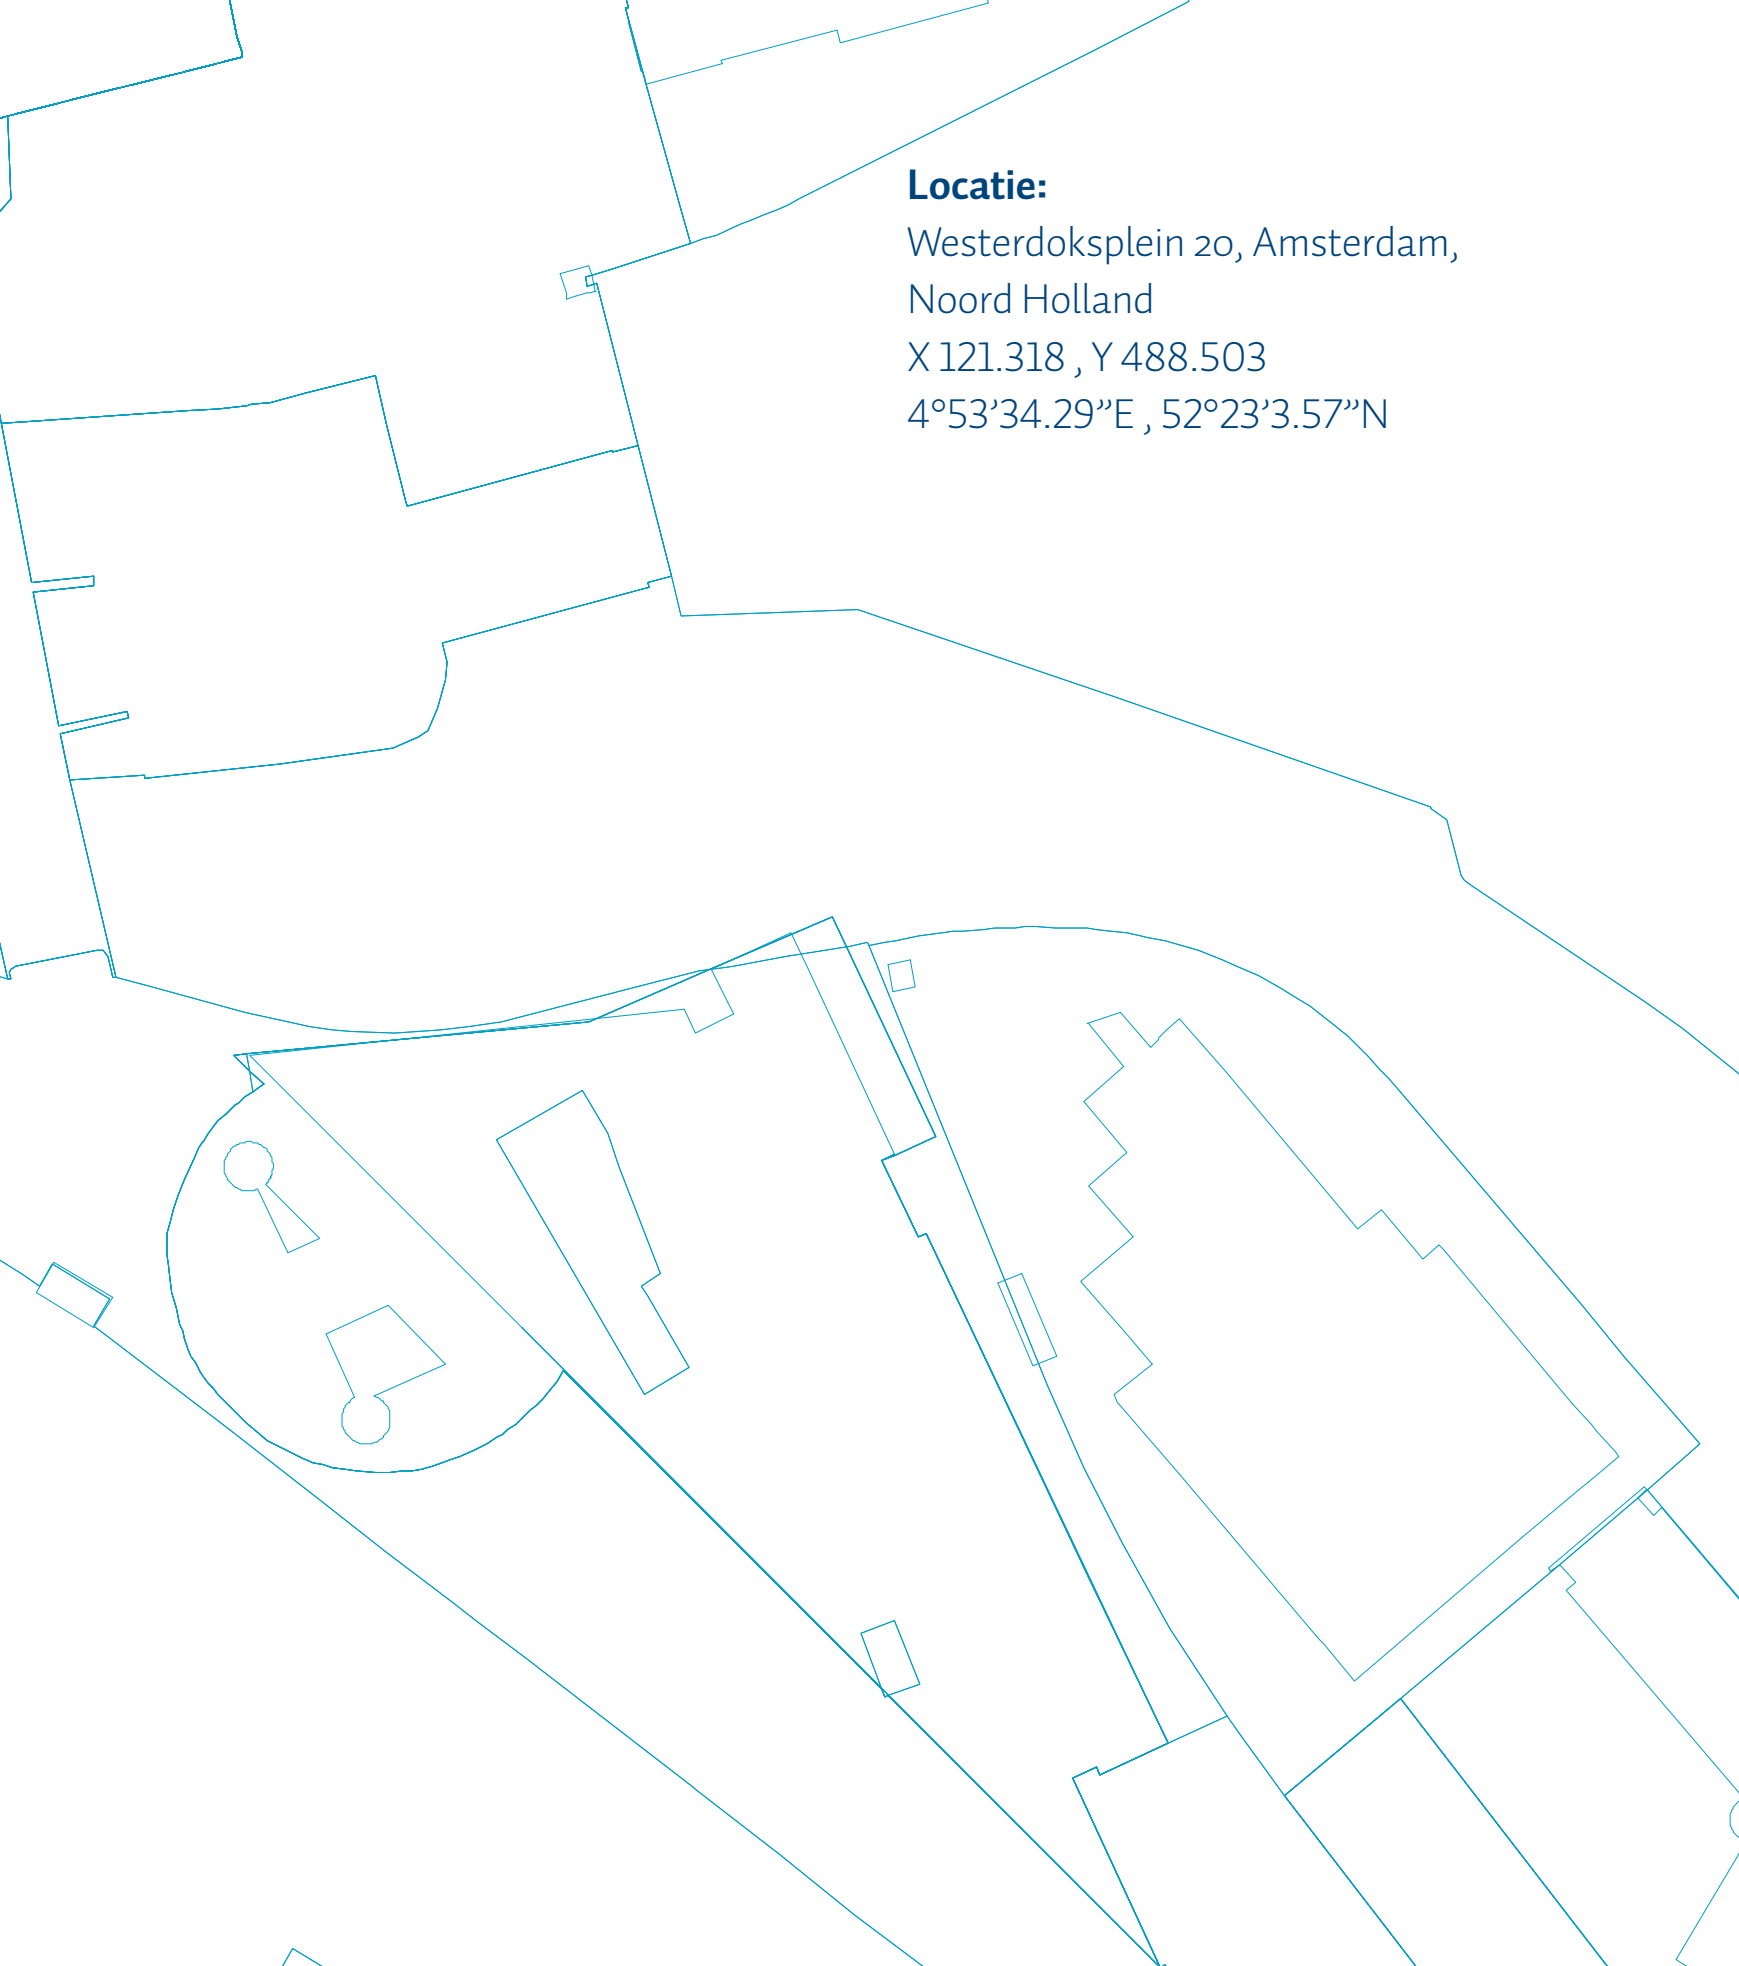 Locatie:
Westerdoksplein 20, Amsterdam,
Noord Holland
X 121.318 , Y 488.503
4°53’34.29”E , 52°23’3.57”N